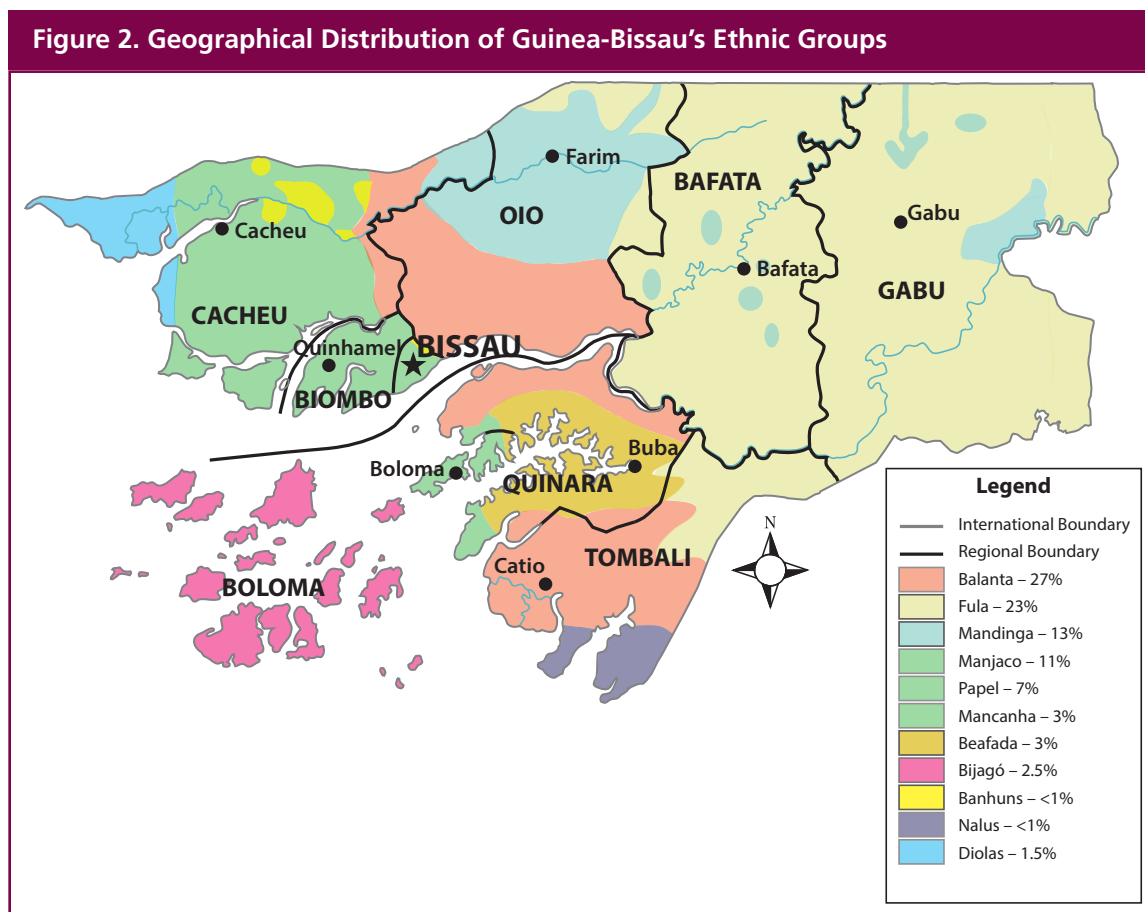 Figure 2. Geographical Distribution of Guinea-Bissau's Ethnic Groups
Farim
BAFATA
OIO
Gabu
Cacheu
Bafata
GABU
CACHEU
BISSAU
Quinhamel
BIOMBO
Buba
Boloma
QUINARA
TOMBALI
Catio
BOLOMA
N
Legend
International Boundary
Regional Boundary
Balanta – 27%
Fula – 23%
Mandinga – 13%
Manjaco – 11%
Papel – 7%
Mancanha – 3%
Beafada – 3%
Bijagó – 2.5%
Banhuns – <1%
Nalus – <1%
Diolas – 1.5%